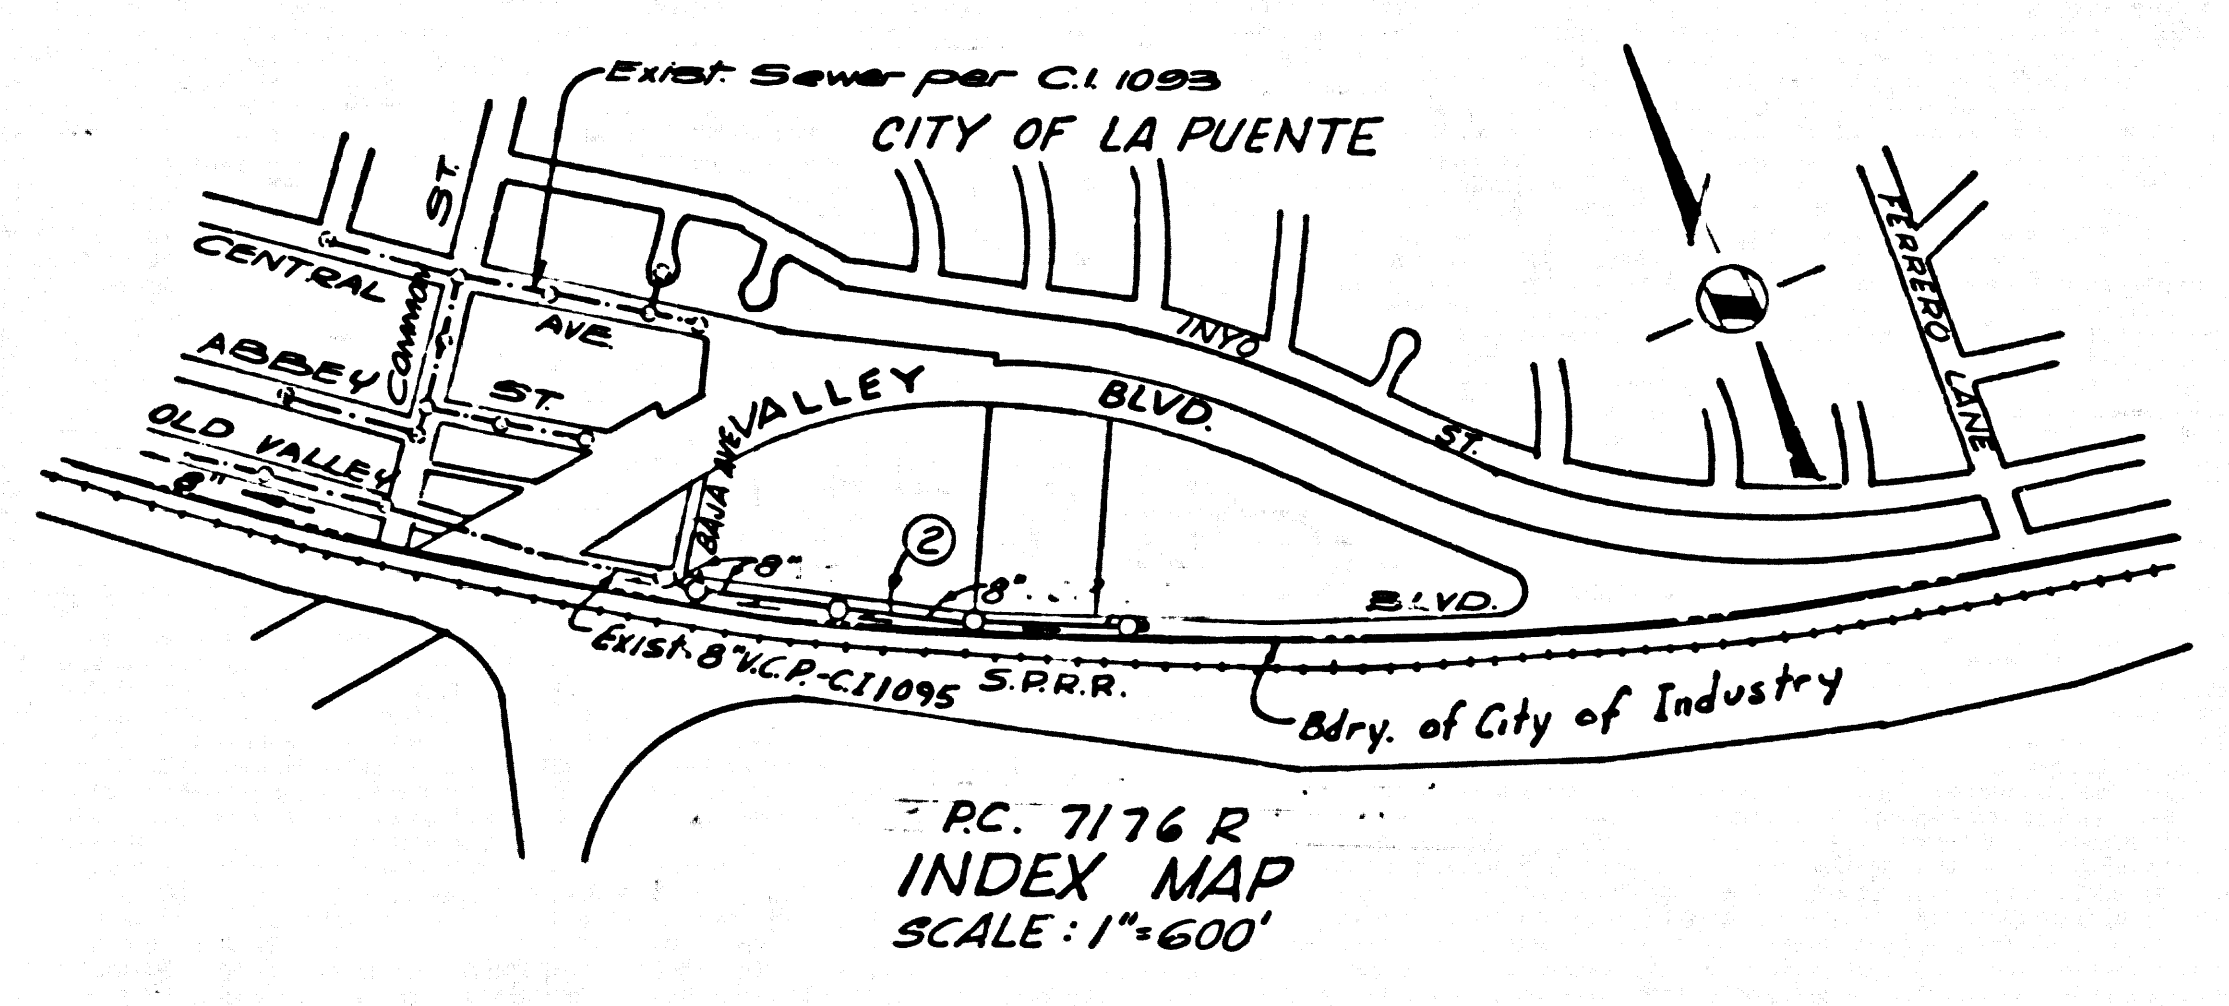 Exist. Sewer per C.I. 1093
CITY OF LA PUENTE
ST.
CENTRAL
AVE.
COMMON
ABBEY
ST.
OLD VALLEY
8"
BAJA AVE
VALLEY
BLVD.
INYO
ST.
FERRERO
LANE
2
8"
8"
BLVD.
Exist. 8" V.C.P.-C.I 1095
S.P.R.R.
Bdry. of City of Industry
P.C. 7176 R
INDEX MAP
SCALE: 1"=600'